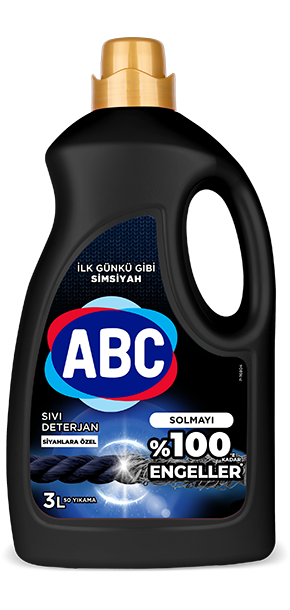 İLK GÜNKÜ GİBİ
SİMSİYAH
ABC
SIVI
DETERJAN
SİYAHLARA ÖZEL
SOLMAYI
%100
E KADAR
ENGELLER*
3L 50 YIKAMA